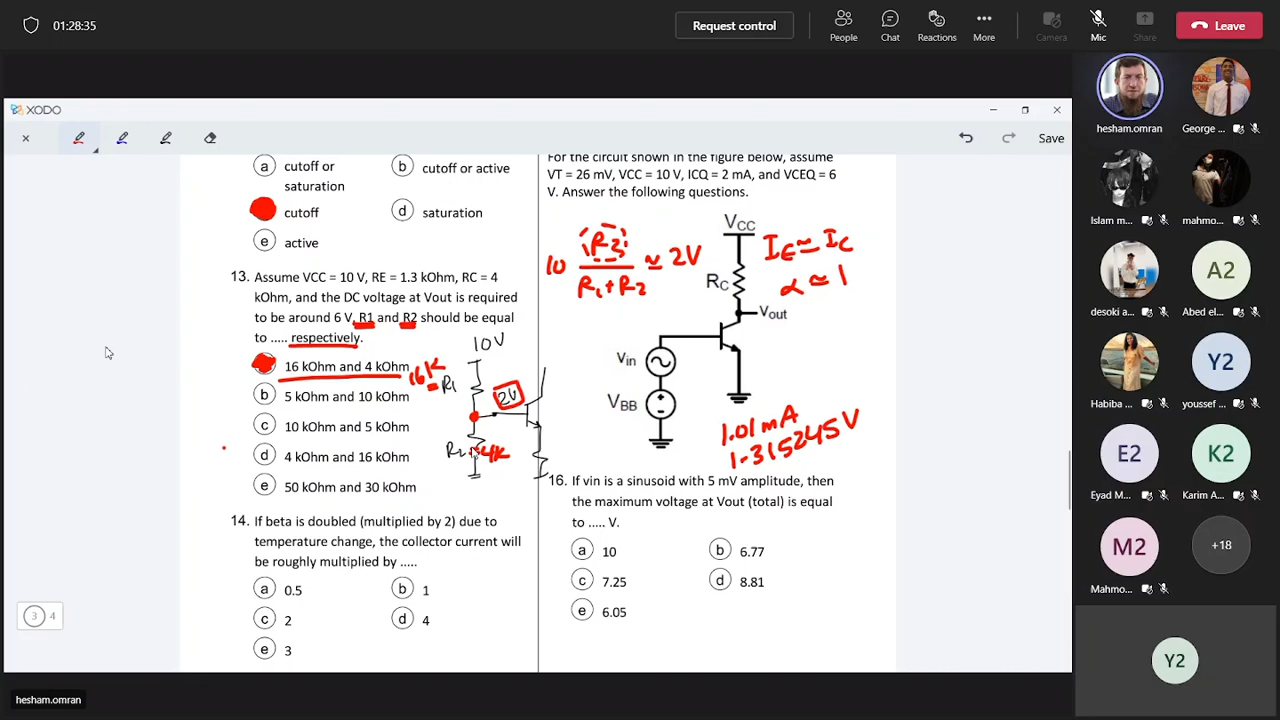 01:28:35
Request control
People
Chat
Reactions
More
Camera
Mic
Share
Leave
XODO
Save
a cutoff or saturation
b cutoff or active
cutoff
d saturation
e active
13. Assume VCC = 10 V, RE = 1.3 kOhm, RC = 4
kOhm, and the DC voltage at Vout is required
to be around 6 V, R1 and R2 should be equal
to ..... respectively.
16 kOhm and 4 kOhm
b 5 kOhm and 10 kOhm
c 10 kOhm and 5 kOhm
d 4 kOhm and 16 kOhm
e 50 kOhm and 30 kOhm
10V
16K
R1
2V
4K
14. If beta is doubled (multiplied by 2) due to
temperature change, the collector current will
be roughly multiplied by .....
a 0.5
b 1
c 2
d 4
e 3
3 4
For the circuit shown in the figure below, assume
VT = 26 mV, VCC = 10 V, ICQ = 2 mA, and VCEQ = 6
V. Answer the following questions.
10 R2 / R1+R2 ≃ 2V
IE ≃ IC
α ≃ 1
VCC
RC
Vout
vin
VBB
1.01mA
1.315245V
16. If vin is a sinusoid with 5 mV amplitude, then
the maximum voltage at Vout (total) is equal
to ..... V.
a 10
b 6.77
c 7.25
d 8.81
e 6.05
hesham.omran
George ...
Islam m...
mahmo...
desoki a...
Abed el...
A2
Habiba ...
youssef ...
Y2
Eyad M...
E2
Karim A...
K2
Mahmo...
M2
+18
Y2
hesham.omran